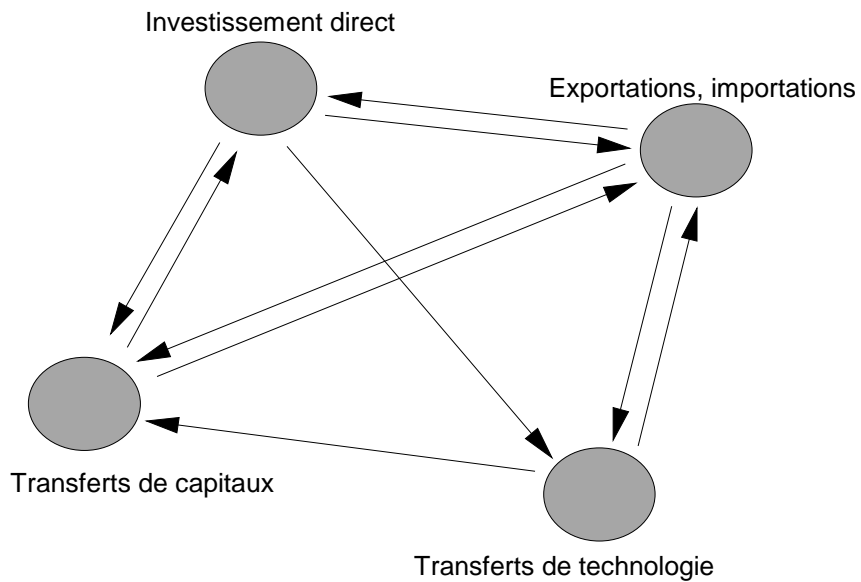 Investissement direct
Exportations, importations
Transferts de capitaux
Transferts de technologie